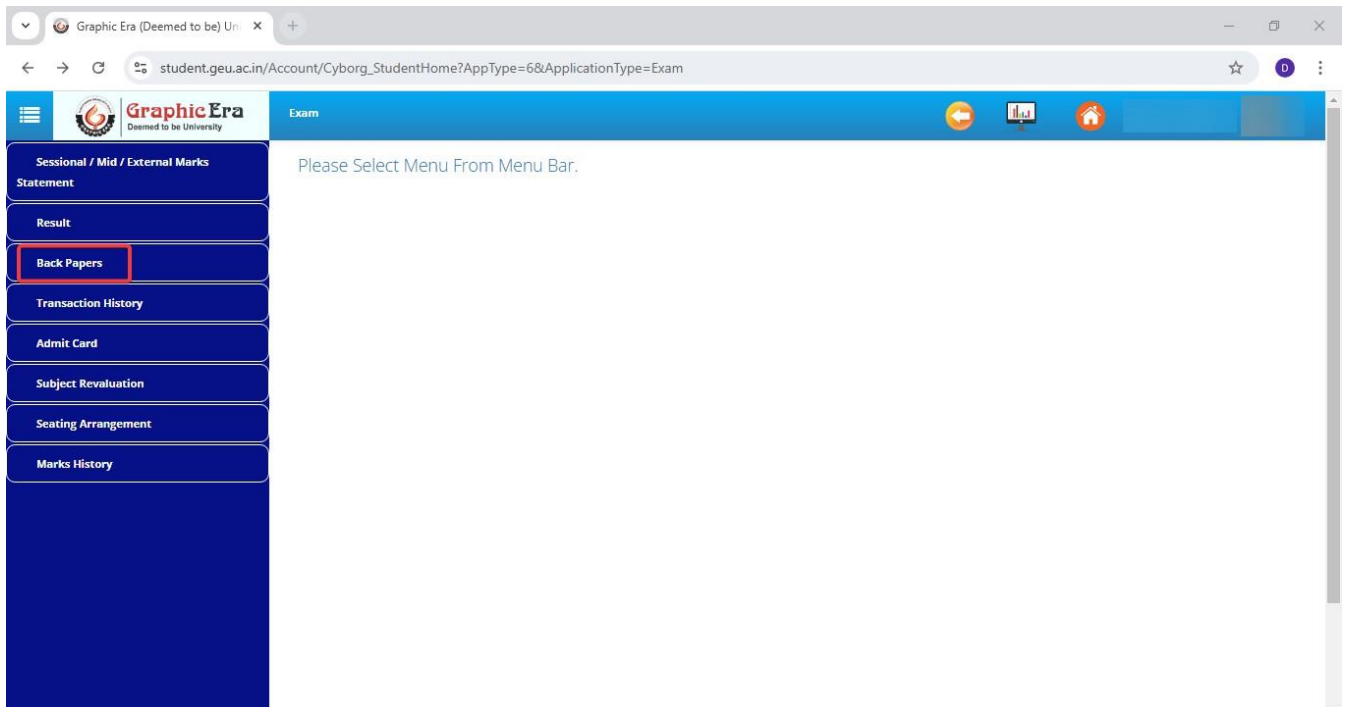 Graphic Era (Deemed to be) Un
student.geu.ac.in/Account/Cyborg_StudentHome?AppType=6&ApplicationType=Exam
D
Graphic Era
Deemed to be University
Exam
Sessional / Mid / External Marks
Statement
Result
Back Papers
Transaction History
Admit Card
Subject Revaluation
Seating Arrangement
Marks History
Please Select Menu From Menu Bar.